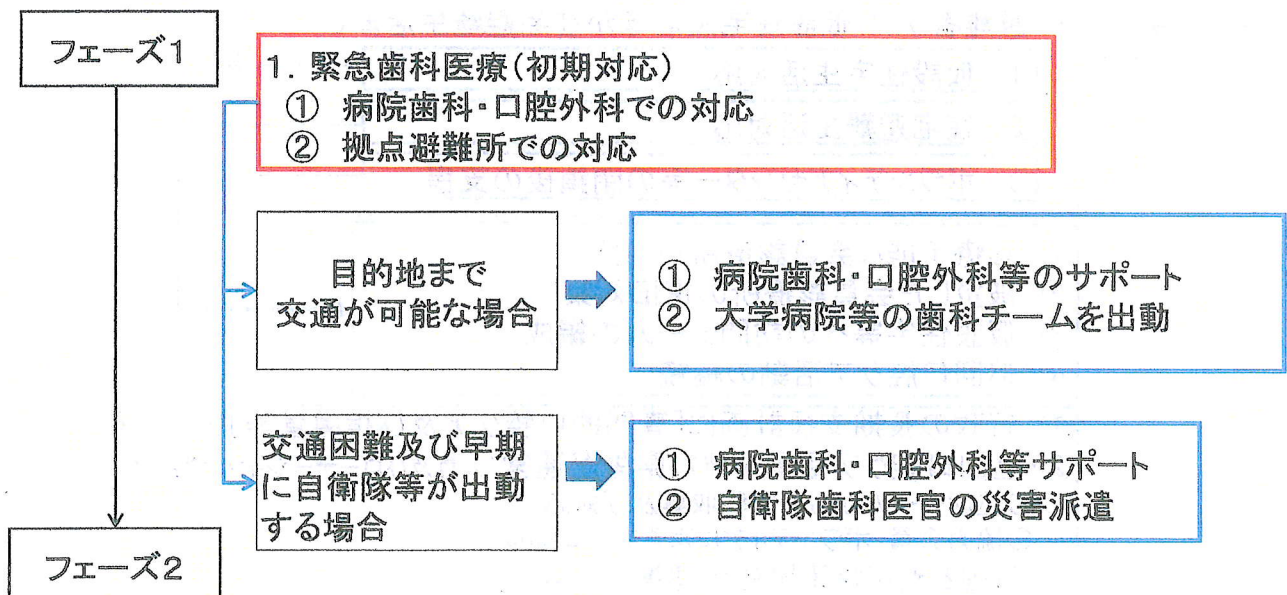 フェーズ1
1. 緊急歯科医療(初期対応)
① 病院歯科・口腔外科での対応
② 拠点避難所での対応
目的地まで
交通が可能な場合
① 病院歯科・口腔外科等のサポート
② 大学病院等の歯科チームを出動
交通困難及び早期
に自衛隊等が出動
する場合
① 病院歯科・口腔外科等サポート
② 自衛隊歯科医官の災害派遣
フェーズ2